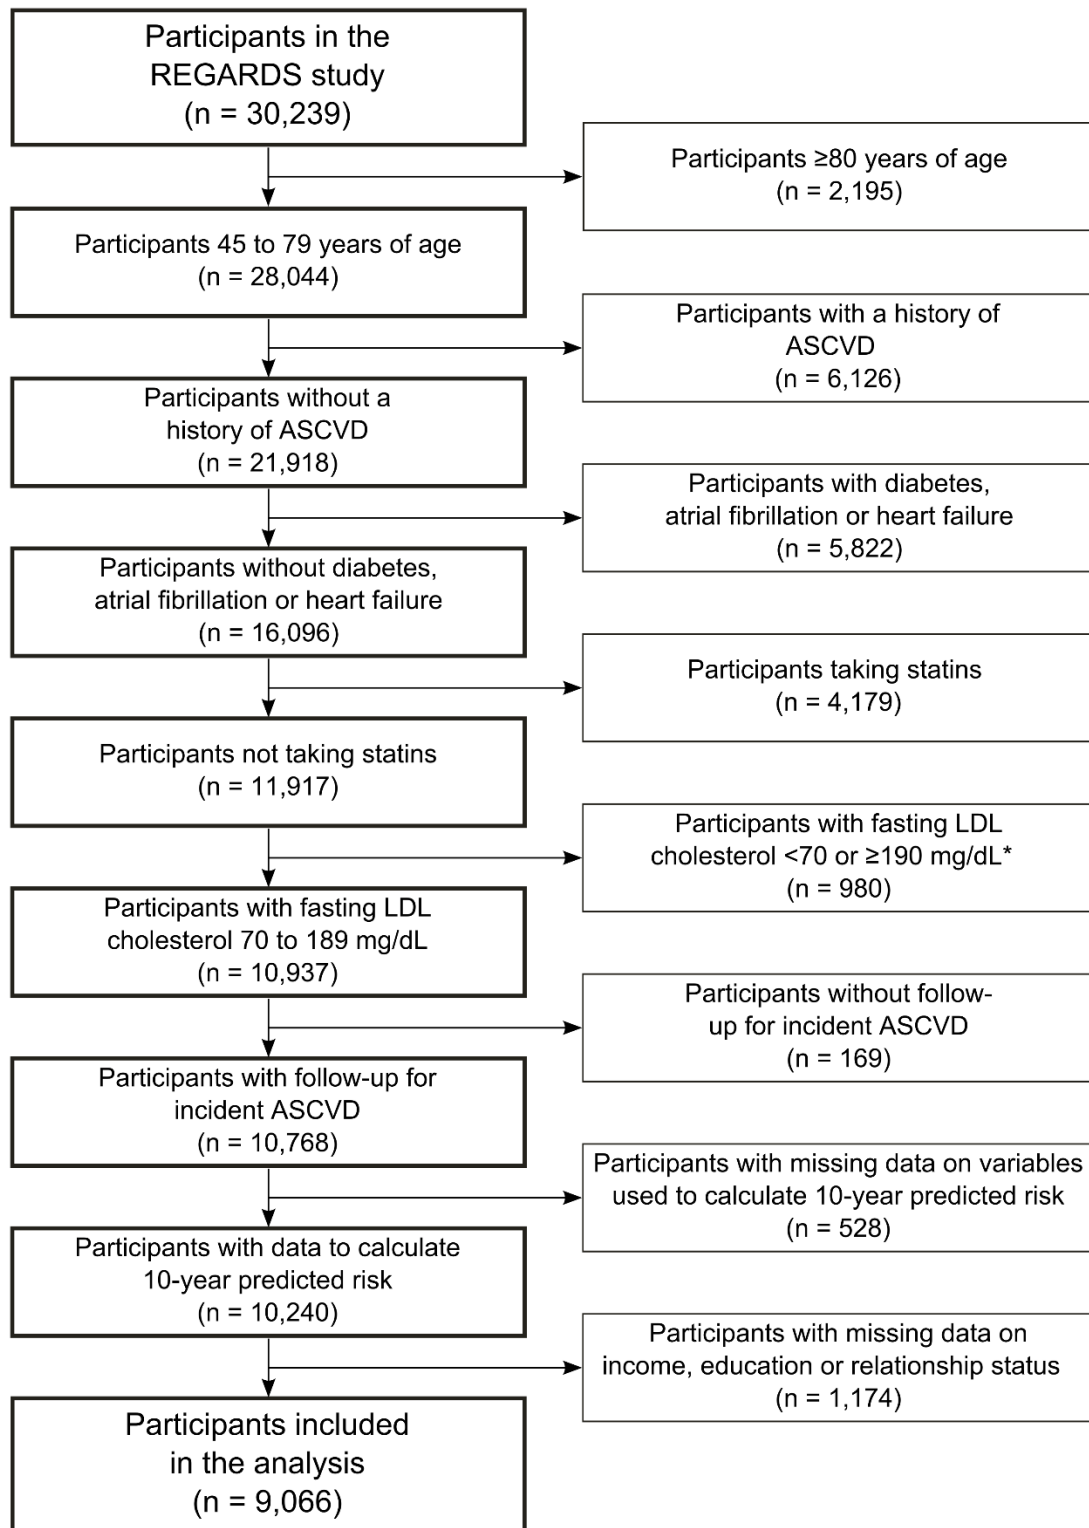 Participants in the
REGARDS study
(n = 30,239)
Participants ≥80 years of age
(n = 2,195)
Participants 45 to 79 years of age
(n = 28,044)
Participants with a history of
ASCVD
(n = 6,126)
Participants without a
history of ASCVD
(n = 21,918)
Participants with diabetes,
atrial fibrillation or heart failure
(n = 5,822)
Participants without diabetes,
atrial fibrillation or heart failure
(n = 16,096)
Participants taking statins
(n = 4,179)
Participants not taking statins
(n = 11,917)
Participants with fasting LDL
cholesterol <70 or ≥190 mg/dL*
(n = 980)
Participants with fasting LDL
cholesterol 70 to 189 mg/dL
(n = 10,937)
Participants without follow-
up for incident ASCVD
(n = 169)
Participants with follow-up for
incident ASCVD
(n = 10,768)
Participants with missing data on variables
used to calculate 10-year predicted risk
(n = 528)
Participants with data to calculate
10-year predicted risk
(n = 10,240)
Participants with missing data on
income, education or relationship status
(n = 1,174)
Participants included
in the analysis
(n = 9,066)